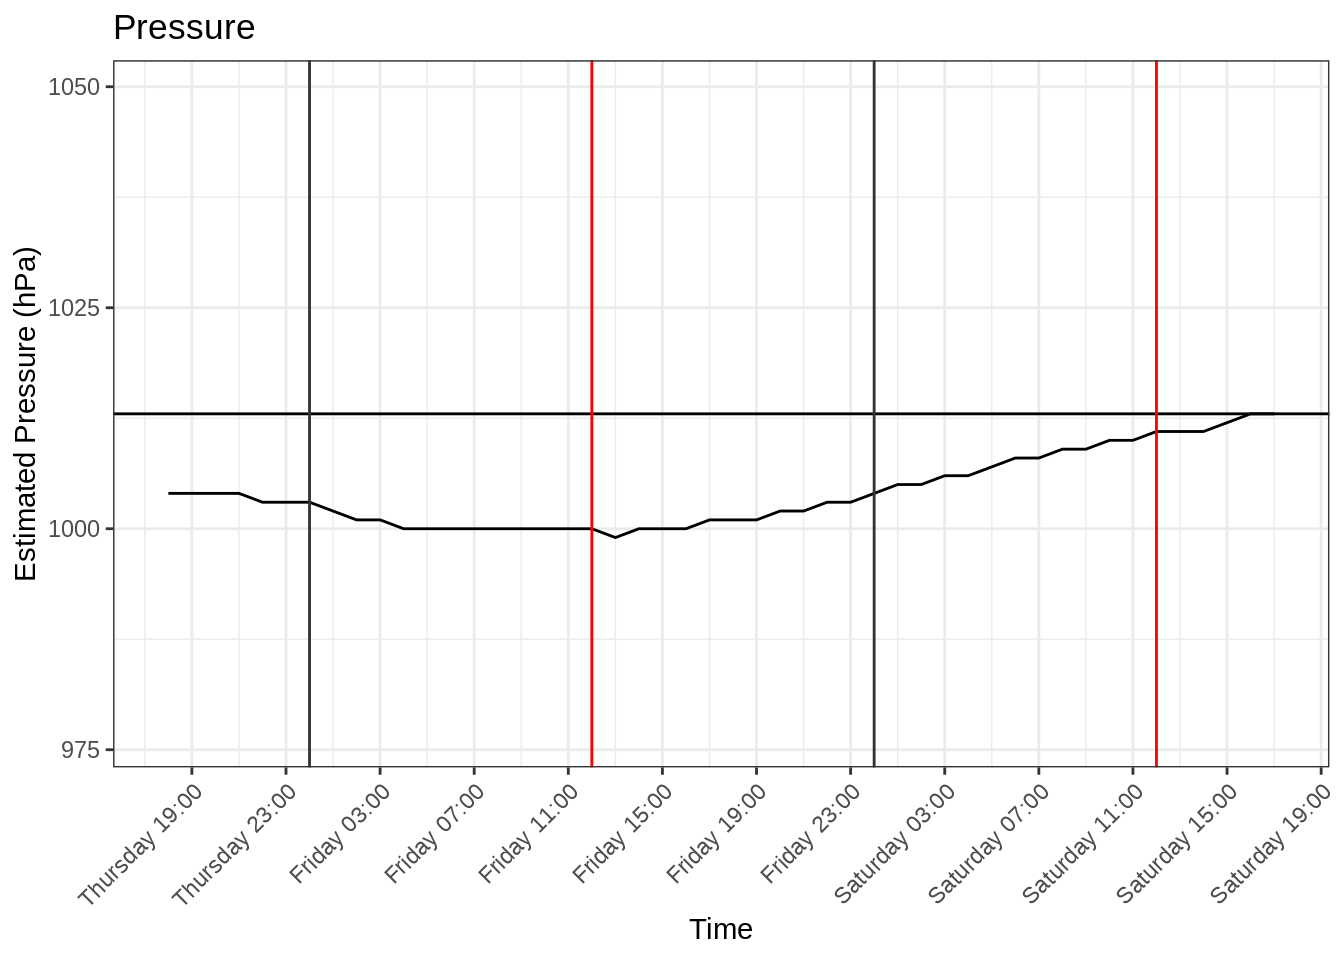 Pressure
Estimated Pressure (hPa)
1050
1025
1000
975
Thursday 19:00
Thursday 23:00
Friday 03:00
Friday 07:00
Friday 11:00
Friday 15:00
Friday 19:00
Friday 23:00
Saturday 03:00
Saturday 07:00
Saturday 11:00
Saturday 15:00
Saturday 19:00
Time